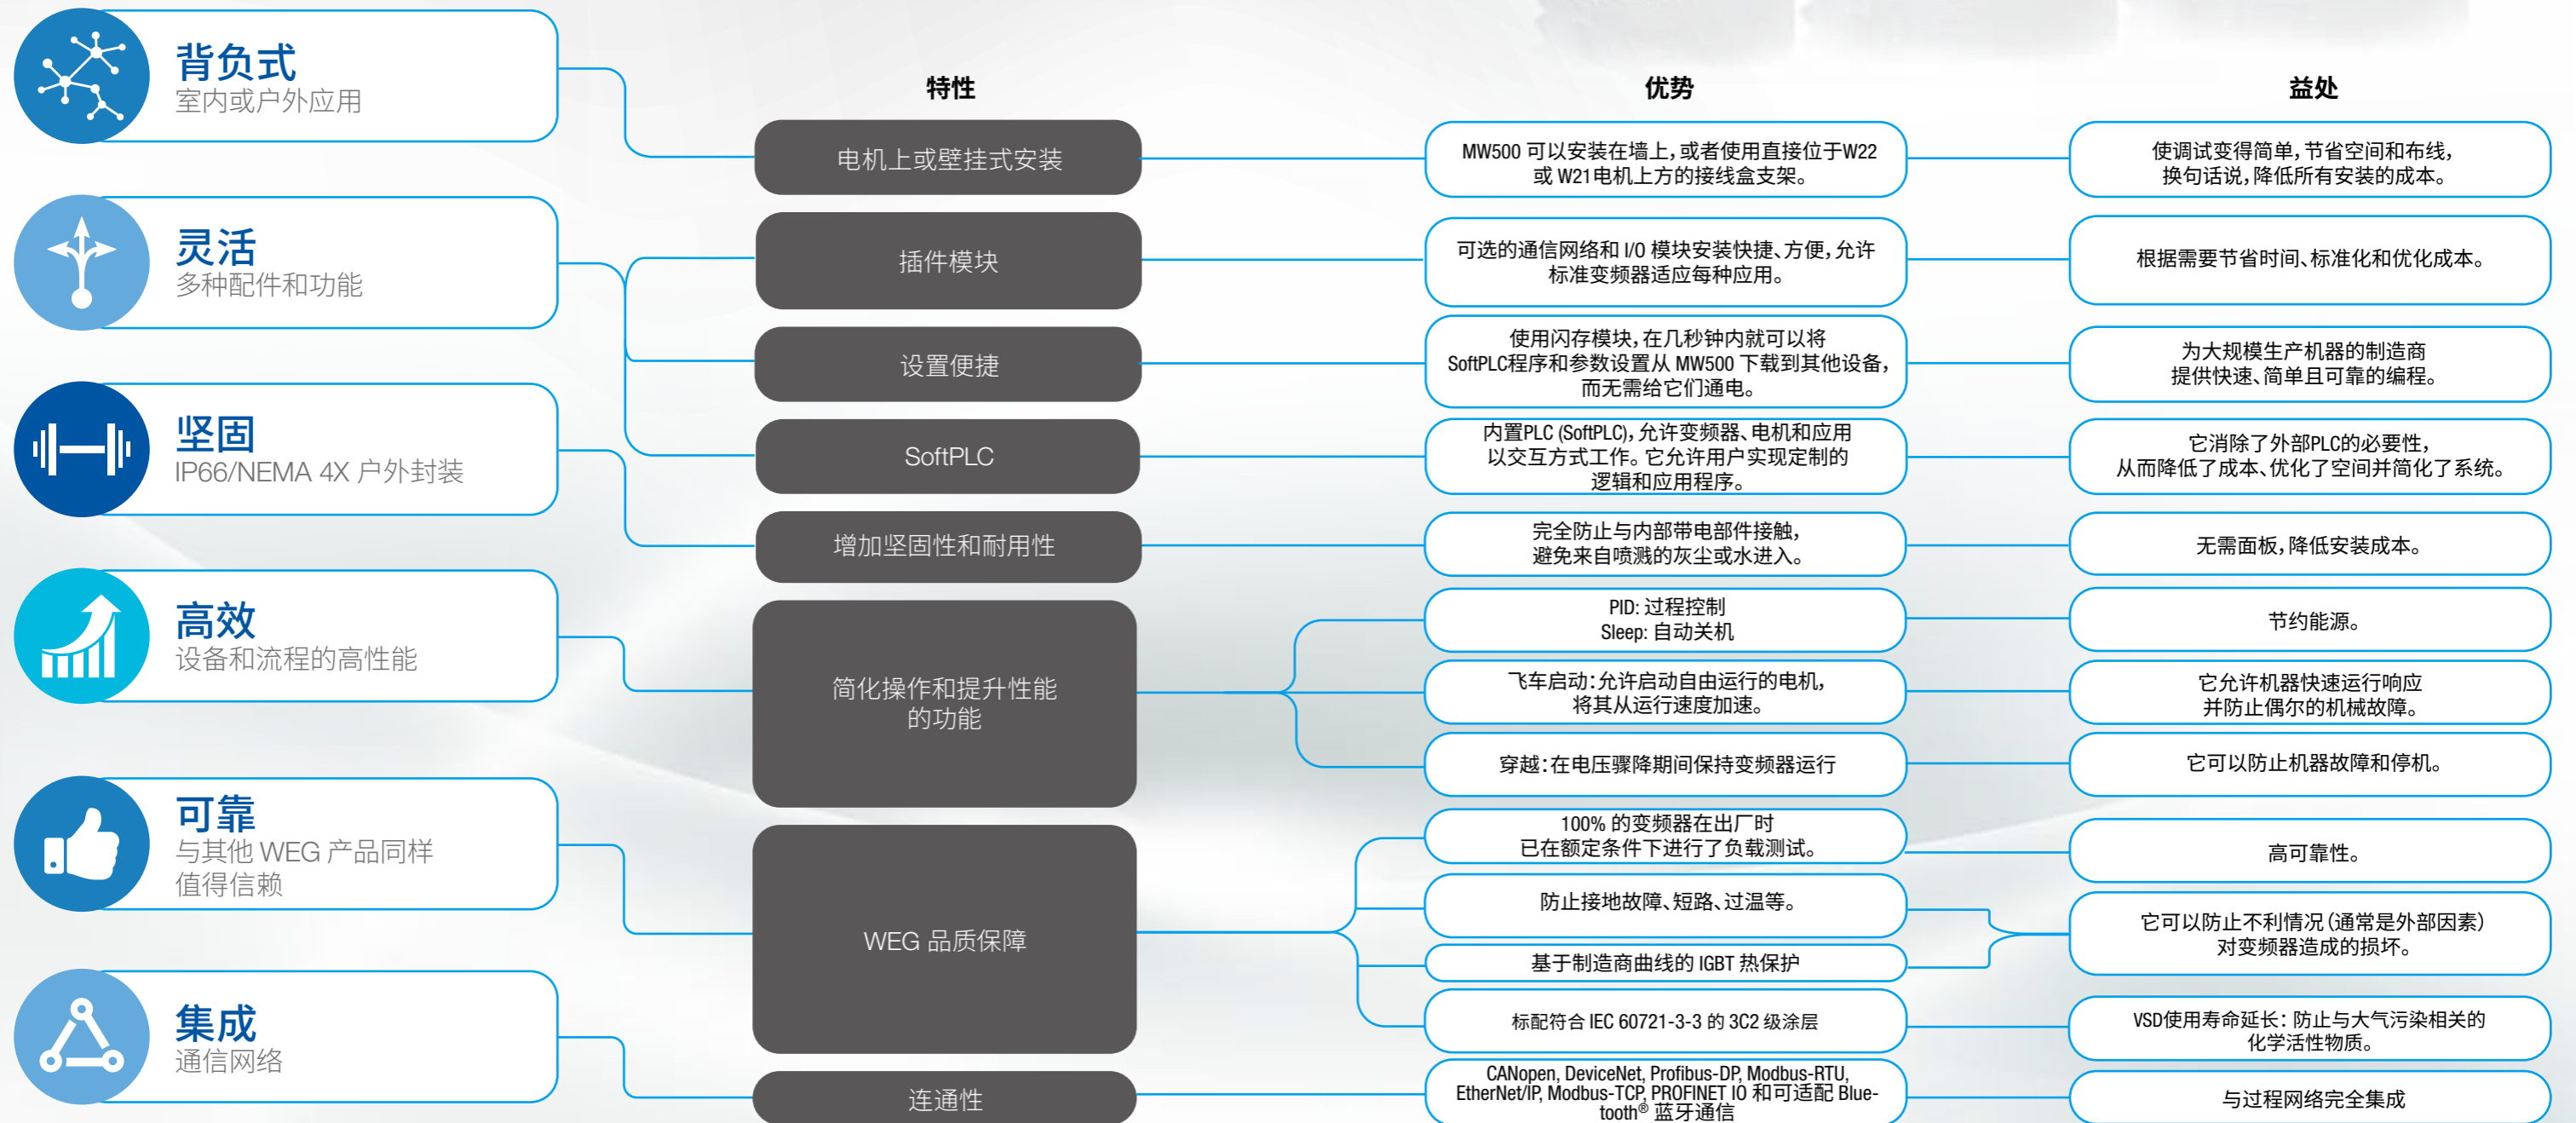 背负式
室内或户外应用
灵活
多种配件和功能
坚固
IP66/NEMA 4X 户外封装
高效
设备和流程的高性能
可靠
与其他 WEG 产品同样
值得信赖
集成
通信网络
特性
优势
益处
电机上或壁挂式安装
MW500 可以安装在墙上，或者使用直接位于W22
或 W21电机上方的接线盒支架。
使调试变得简单，节省空间和布线，
换句话说，降低所有安装的成本。
插件模块
可选的通信网络和 I/O 模块安装快捷、方便，允许
标准变频器适应每种应用。
根据需要节省时间、标准化和优化成本。
设置便捷
使用闪存模块，在几秒钟内就可以将
SoftPLC程序和参数设置从 MW500 下载到其他设备，
而无需给它们通电。
为大规模生产机器的制造商
提供快速、简单且可靠的编程。
SoftPLC
内置PLC (SoftPLC)，允许变频器、电机和应用
以交互方式工作。它允许用户实现定制的
逻辑和应用程序。
它消除了外部PLC的必要性，
从而降低了成本、优化了空间并简化了系统。
增加坚固性和耐用性
完全防止与内部带电部件接触，
避免来自喷溅的灰尘或水进入。
无需面板，降低安装成本。
简化操作和提升性能
的功能
PID: 过程控制
Sleep: 自动关机
节约能源。
飞车启动：允许启动自由运行的电机，
将其从运行速度加速。
它允许机器快速运行响应
并防止偶尔的机械故障。
穿越：在电压骤降期间保持变频器运行
它可以防止机器故障和停机。
WEG 品质保障
100% 的变频器在出厂时
已在额定条件下进行了负载测试。
高可靠性。
防止接地故障、短路、过温等。
基于制造商曲线的 IGBT 热保护
它可以防止不利情况（通常是外部因素）
对变频器造成的损坏。
标配符合 IEC 60721-3-3 的 3C2 级涂层
VSD使用寿命延长：防止与大气污染相关的
化学活性物质。
连通性
CANopen, DeviceNet, Profibus-DP, Modbus-RTU,
EtherNet/IP, Modbus-TCP, PROFINET IO 和可适配 Blue-
tooth® 蓝牙通信
与过程网络完全集成